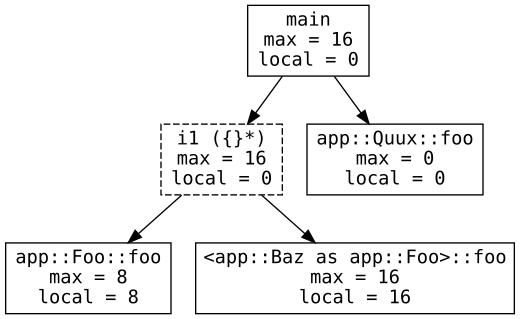 main
max = 16
local = 0
i1 ({}*)
max = 16
local = 0
app::Quux::foo
max = 0
local = 0
app::Foo::foo
max = 8
local = 8
<app::Baz as app::Foo>::foo
max = 16
local = 16